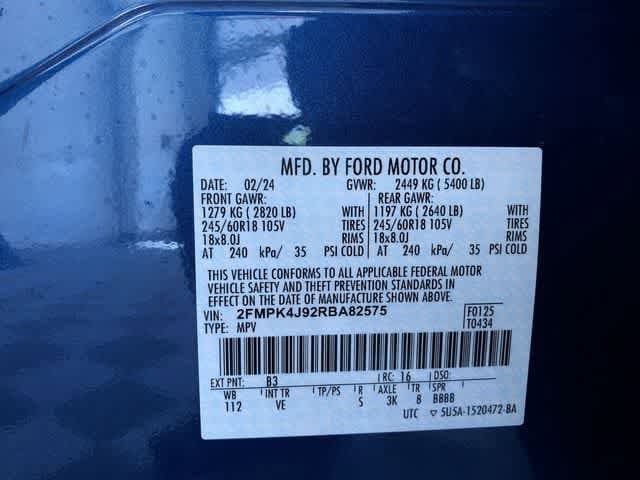 MFD. BY FORD MOTOR CO.
DATE: 02/24 GVWR: 2449 KG ( 5400 LB)
FRONT GAWR: REAR GAWR:
1279 KG ( 2820 LB) WITH 1197 KG ( 2640 LB) WITH
245/60R18 105V TIRES 245/60R18 105V TIRES
18x8.0J RIMS 18x8.0J RIMS
AT 240 kPa/ 35 PSI COLD AT 240 kPa/ 35 PSI COLD
THIS VEHICLE CONFORMS TO ALL APPLICABLE FEDERAL MOTOR
VEHICLE SAFETY AND THEFT PREVENTION STANDARDS IN
EFFECT ON THE DATE OF MANUFACTURE SHOWN ABOVE.
VIN: 2FMPK4J92RBA82575 F0125
TYPE: MPV T0434
EXT PNT: B3 RC: 16 DSO:
WB INT TR TP/PS R AXLE TR SPR
112 VE S 3K 8 BBBB
UTC ▽ 5U5A-1520472-BA